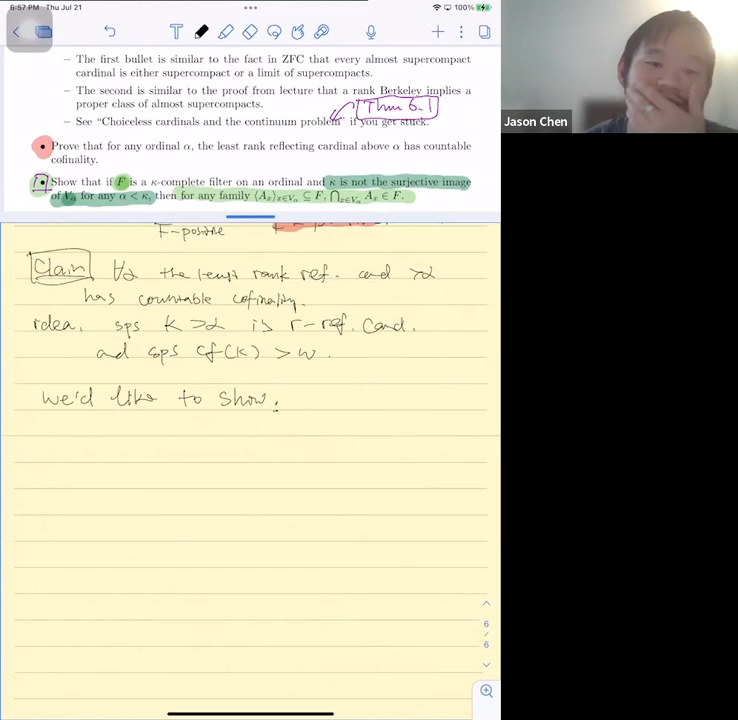 6:57 PM Thu Jul 21
100%
– The first bullet is similar to the fact in ZFC that every almost supercompact
cardinal is either supercompact or a limit of supercompacts.
– The second is similar to the proof from lecture that a rank Berkeley implies a
proper class of almost supercompacts.
Thm 6.1
– See “Choiceless cardinals and the continuum problem” if you get stuck.
• Prove that for any ordinal α, the least rank reflecting cardinal above α has countable
cofinality.
• Show that if F is a κ-complete filter on an ordinal and κ is not the surjective image
of Vα for any α < κ, then for any family ⟨Aₓ⟩ₓ∈Vα ⊆ F, ⋂ₓ∈Vα Aₓ ∈ F.
F-positive
Claim ∀α the least rank ref. card >α
has countable cofinality.
idea. sps κ >α is r-ref. Card.
and sps cf(κ) > ω.
we'd like to show:
6
6
Jason Chen